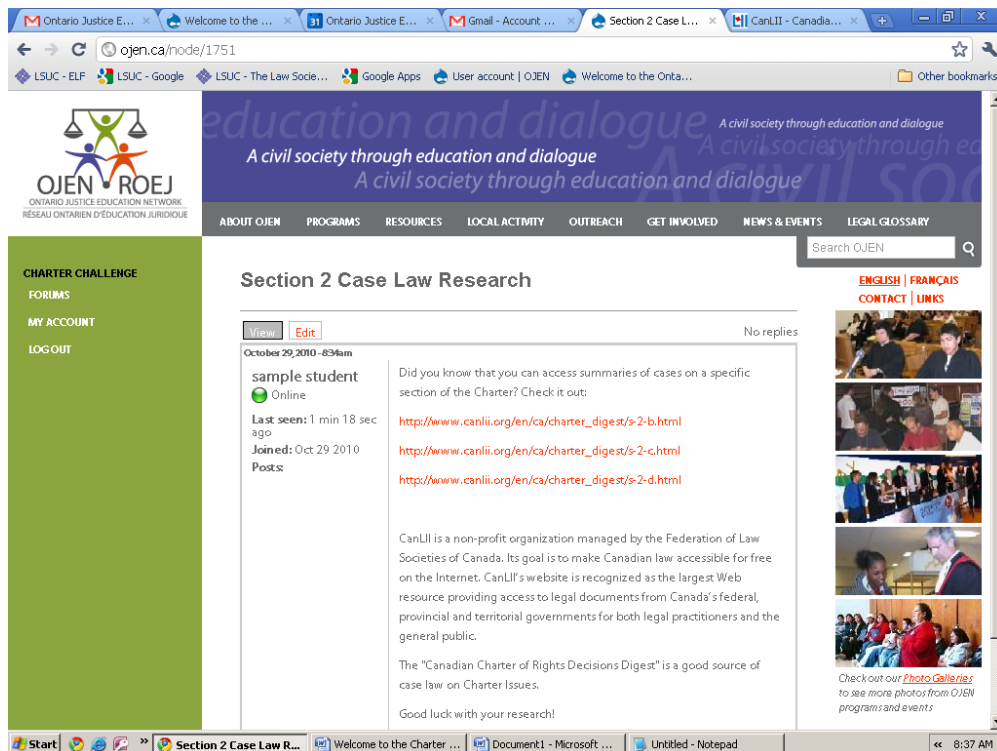 Ontario Justice E... Welcome to the ... Ontario Justice E... Gmail - Account ... Section 2 Case L... CanLII - Canadia...
ojen.ca/node/1751
LSUC - ELF LSUC - Google LSUC - The Law Socie... Google Apps User account | OJEN Welcome to the Onta... Other bookmarks
education and dialogue
A civil society through education and dialogue
A civil society through ed
A civil society through education and dialogue
A civil society through education and dialogue
A civil soc
OJEN ROEJ
ONTARIO JUSTICE EDUCATION NETWORK
RÉSEAU ONTARIEN D'ÉDUCATION JURIDIQUE
ABOUT OJEN PROGRAMS RESOURCES LOCAL ACTIVITY OUTREACH GET INVOLVED NEWS & EVENTS LEGAL GLOSSARY
Search OJEN
CHARTER CHALLENGE
FORUMS
MY ACCOUNT
LOG OUT
ENGLISH | FRANÇAIS
CONTACT | LINKS
Section 2 Case Law Research
View Edit
No replies
October 29, 2010 - 8:34am
sample student
Online
Last seen: 1 min 18 sec
ago
Joined: Oct 29 2010
Posts:
Did you know that you can access summaries of cases on a specific
section of the Charter? Check it out:
http://www.canlii.org/en/ca/charter_digest/s-2-b.html
http://www.canlii.org/en/ca/charter_digest/s-2-c.html
http://www.canlii.org/en/ca/charter_digest/s-2-d.html
CanLII is a non-profit organization managed by the Federation of Law
Societies of Canada. Its goal is to make Canadian law accessible for free
on the Internet. CanLII's website is recognized as the largest Web
resource providing access to legal documents from Canada's federal,
provincial and territorial governments for both legal practitioners and the
general public.
The "Canadian Charter of Rights Decisions Digest" is a good source of
case law on Charter Issues.
Good luck with your research!
Check out our Photo Galleries
to see more photos from OJEN
programs and events
Start » Section 2 Case Law R... Welcome to the Charter ... Document1 - Microsoft ... Untitled - Notepad « 8:37 AM